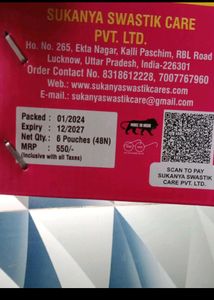 SUKANYA SWASTIK CARE
PVT. LTD.
Ho. No. 265, Ekta Nagar, Kalli Paschim, RBL Road
Lucknow, Uttar Pradesh, India-226301
Order Contact No. 8318612228, 7007767960
Web.: www.sukanyaswastikcare.com
E-mail.: sukanyaswastikcare@gmail.com
Packed : 01/2024
Expiry : 12/2027
Net Qty. : 6 Pouches (48N)
MRP : 550/-
(Inclusive with all Taxes)
MAKE IN INDIA
SCAN TO PAY
SUKANYA SWASTIK
CARE PVT. LTD.